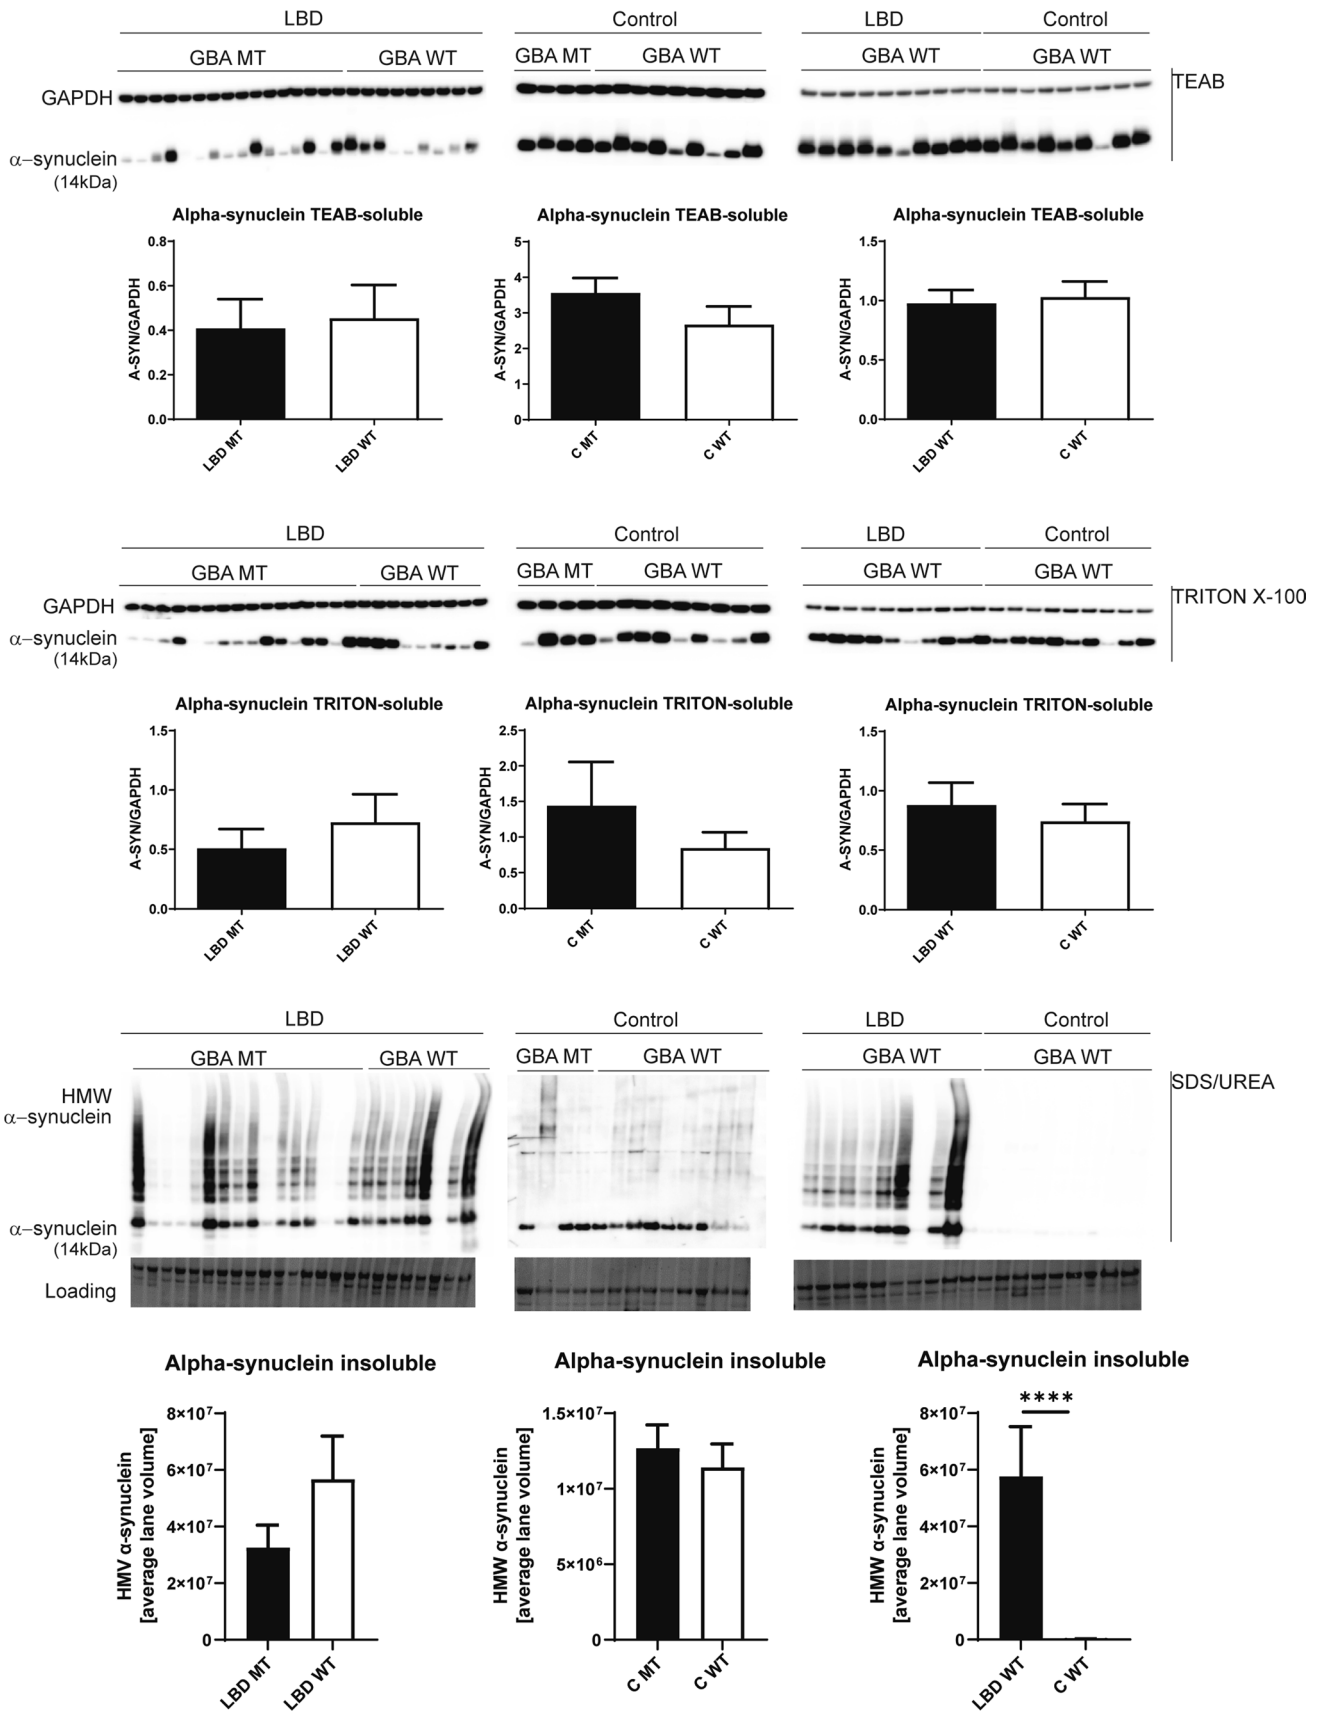 LBD Control LBD Control
GBA MT GBA WT GBA MT GBA WT GBA WT GBA WT
TEAB
GAPDH
α–synuclein
(14kDa)
Alpha-synuclein TEAB-soluble
A-SYN/GAPDH
0.8
0.6
0.4
0.2
0.0
LBD MT LBD WT
Alpha-synuclein TEAB-soluble
A-SYN/GAPDH
5
4
3
2
1
0
C MT C WT
Alpha-synuclein TEAB-soluble
A-SYN/GAPDH
1.5
1.0
0.5
0.0
LBD WT C WT
LBD Control LBD Control
GBA MT GBA WT GBA MT GBA WT GBA WT GBA WT
TRITON X-100
GAPDH
α–synuclein
(14kDa)
Alpha-synuclein TRITON-soluble
A-SYN/GAPDH
1.5
1.0
0.5
0.0
LBD MT LBD WT
Alpha-synuclein TRITON-soluble
A-SYN/GAPDH
2.5
2.0
1.5
1.0
0.5
0.0
C MT C WT
Alpha-synuclein TRITON-soluble
A-SYN/GAPDH
1.5
1.0
0.5
0.0
LBD WT C WT
LBD Control LBD Control
GBA MT GBA WT GBA MT GBA WT GBA WT GBA WT
SDS/UREA
HMW
α–synuclein
α–synuclein
(14kDa)
Loading
Alpha-synuclein insoluble
HMV α-synuclein
[average lane volume]
8×10⁷
6×10⁷
4×10⁷
2×10⁷
0
LBD MT LBD WT
Alpha-synuclein insoluble
HMW α-synuclein
[average lane volume]
1.5×10⁷
1×10⁷
5×10⁶
0
C MT C WT
Alpha-synuclein insoluble
HMW α-synuclein
[average lane volume]
****
8×10⁷
6×10⁷
4×10⁷
2×10⁷
0
LBD WT C WT